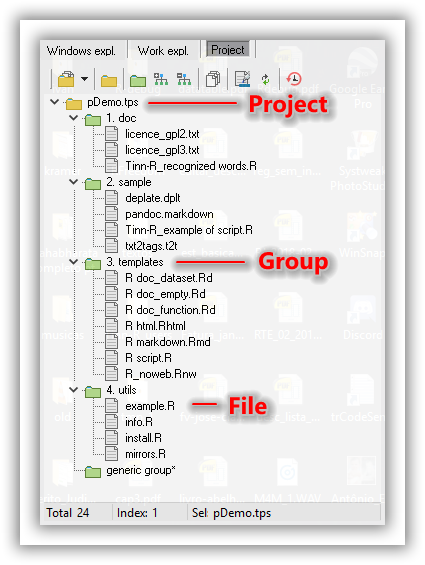 Windows expl. Work expl. Project
pDemo.tps Project
1. doc
licence_gpl2.txt
licence_gpl3.txt
Tinn-R_recognized words.R
2. sample
deplate.dplt
pandoc.markdown
Tinn-R_example of script.R
txt2tags.t2t
3. templates Group
R doc_dataset.Rd
R doc_empty.Rd
R doc_function.Rd
R html.Rhtml
R markdown.Rmd
R script.R
R_noweb.Rnw
4. utils
example.R File
info.R
install.R
mirrors.R
generic group*
Total 24 Index: 1 Sel: pDemo.tps